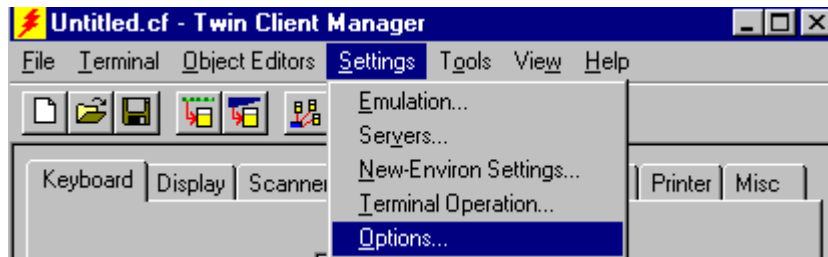 Untitled.cf - Twin Client Manager
File Terminal Object Editors Settings Tools View Help
Emulation...
Servers...
New-Environ Settings...
Terminal Operation...
Options...
Keyboard Display Scanner Printer Misc